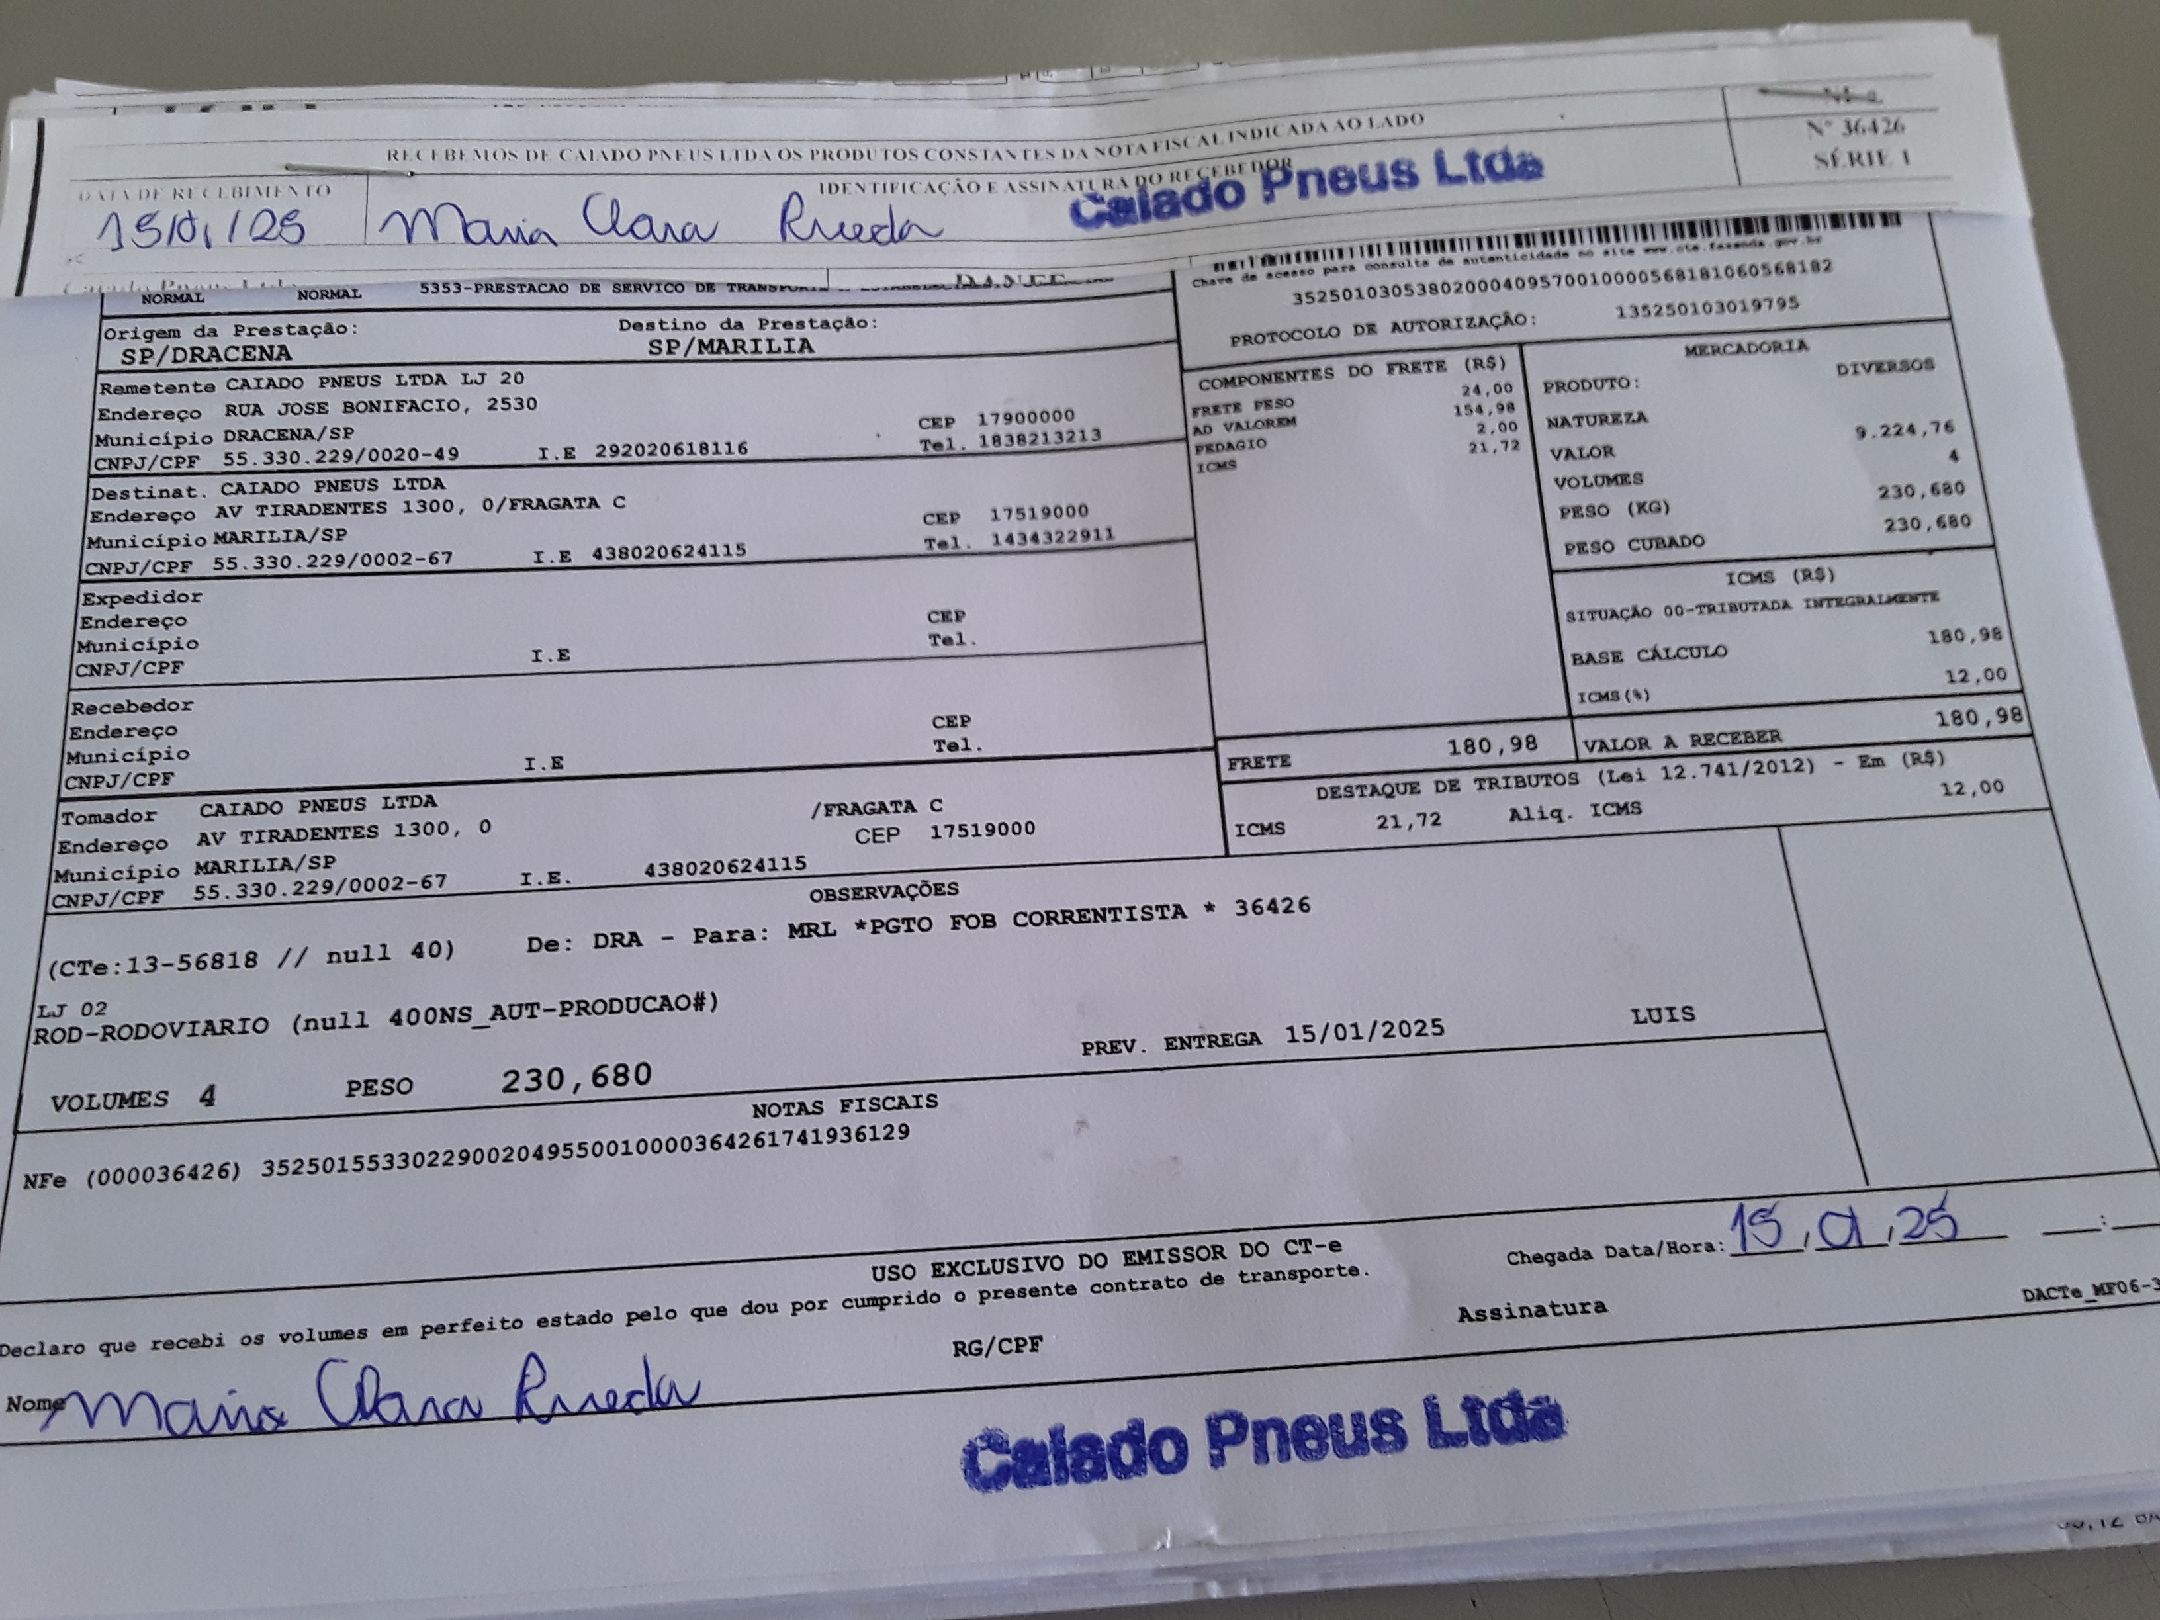 RECEBEMOS DE CAIADO PNEUS LTDA OS PRODUTOS CONSTANTES DA NOTA FISCAL INDICADA AO LADO
Nº 36426
SÉRIE 1
DATA DE RECEBIMENTO
IDENTIFICAÇÃO E ASSINATURA DO RECEBEDOR
15/01/25
Maria Clara Rueda
Caiado Pneus Ltda
DANFE
NORMAL NORMAL 5353-PRESTACAO DE SERVICO DE
Chave de acesso para consulta de autenticidade no site www.cte.fazenda.gov.br
35250103053802000409570010000568181060568182
PROTOCOLO DE AUTORIZAÇÃO: 135250103019795
Origem da Prestação: Destino da Prestação:
SP/DRACENA SP/MARILIA
Remetente CAIADO PNEUS LTDA LJ 20
Endereço RUA JOSE BONIFACIO, 2530
Município DRACENA/SP CEP 17900000
CNPJ/CPF 55.330.229/0020-49 I.E 292020618116 Tel. 1838213213
Destinat. CAIADO PNEUS LTDA
Endereço AV TIRADENTES 1300, 0/FRAGATA C
Município MARILIA/SP CEP 17519000
CNPJ/CPF 55.330.229/0002-67 I.E 438020624115 Tel. 1434322911
Expedidor
Endereço CEP
Município Tel.
CNPJ/CPF I.E
Recebedor
Endereço CEP
Município Tel.
CNPJ/CPF I.E
Tomador CAIADO PNEUS LTDA /FRAGATA C
Endereço AV TIRADENTES 1300, 0 CEP 17519000
Município MARILIA/SP
CNPJ/CPF 55.330.229/0002-67 I.E. 438020624115
COMPONENTES DO FRETE (R$)
FRETE PESO 24,00
AD VALOREM 154,98
PEDAGIO 2,00
ICMS 21,72
MERCADORIA
PRODUTO: DIVERSOS
NATUREZA
VALOR 9.224,76
VOLUMES 4
PESO (KG) 230,680
PESO CUBADO 230,680
ICMS (R$)
SITUAÇÃO 00-TRIBUTADA INTEGRALMENTE
BASE CÁLCULO 180,98
ICMS(%) 12,00
FRETE 180,98 VALOR A RECEBER 180,98
DESTAQUE DE TRIBUTOS (Lei 12.741/2012) - Em (R$)
ICMS 21,72 Aliq. ICMS 12,00
OBSERVAÇÕES
(CTe:13-56818 // null 40) De: DRA - Para: MRL *PGTO FOB CORRENTISTA * 36426
LJ 02
ROD-RODOVIARIO (null 400NS_AUT-PRODUCAO#)
PREV. ENTREGA 15/01/2025 LUIS
VOLUMES 4 PESO 230,680
NOTAS FISCAIS
NFe (000036426) 35250155330229002049550010000364261741936129
USO EXCLUSIVO DO EMISSOR DO CT-e
Chegada Data/Hora: 15/01/25 __:__
Declaro que recebi os volumes em perfeito estado pelo que dou por cumprido o presente contrato de transporte.
DACTe_MF06-3
Nome Maria Clara Rueda RG/CPF Assinatura
Caiado Pneus Ltda